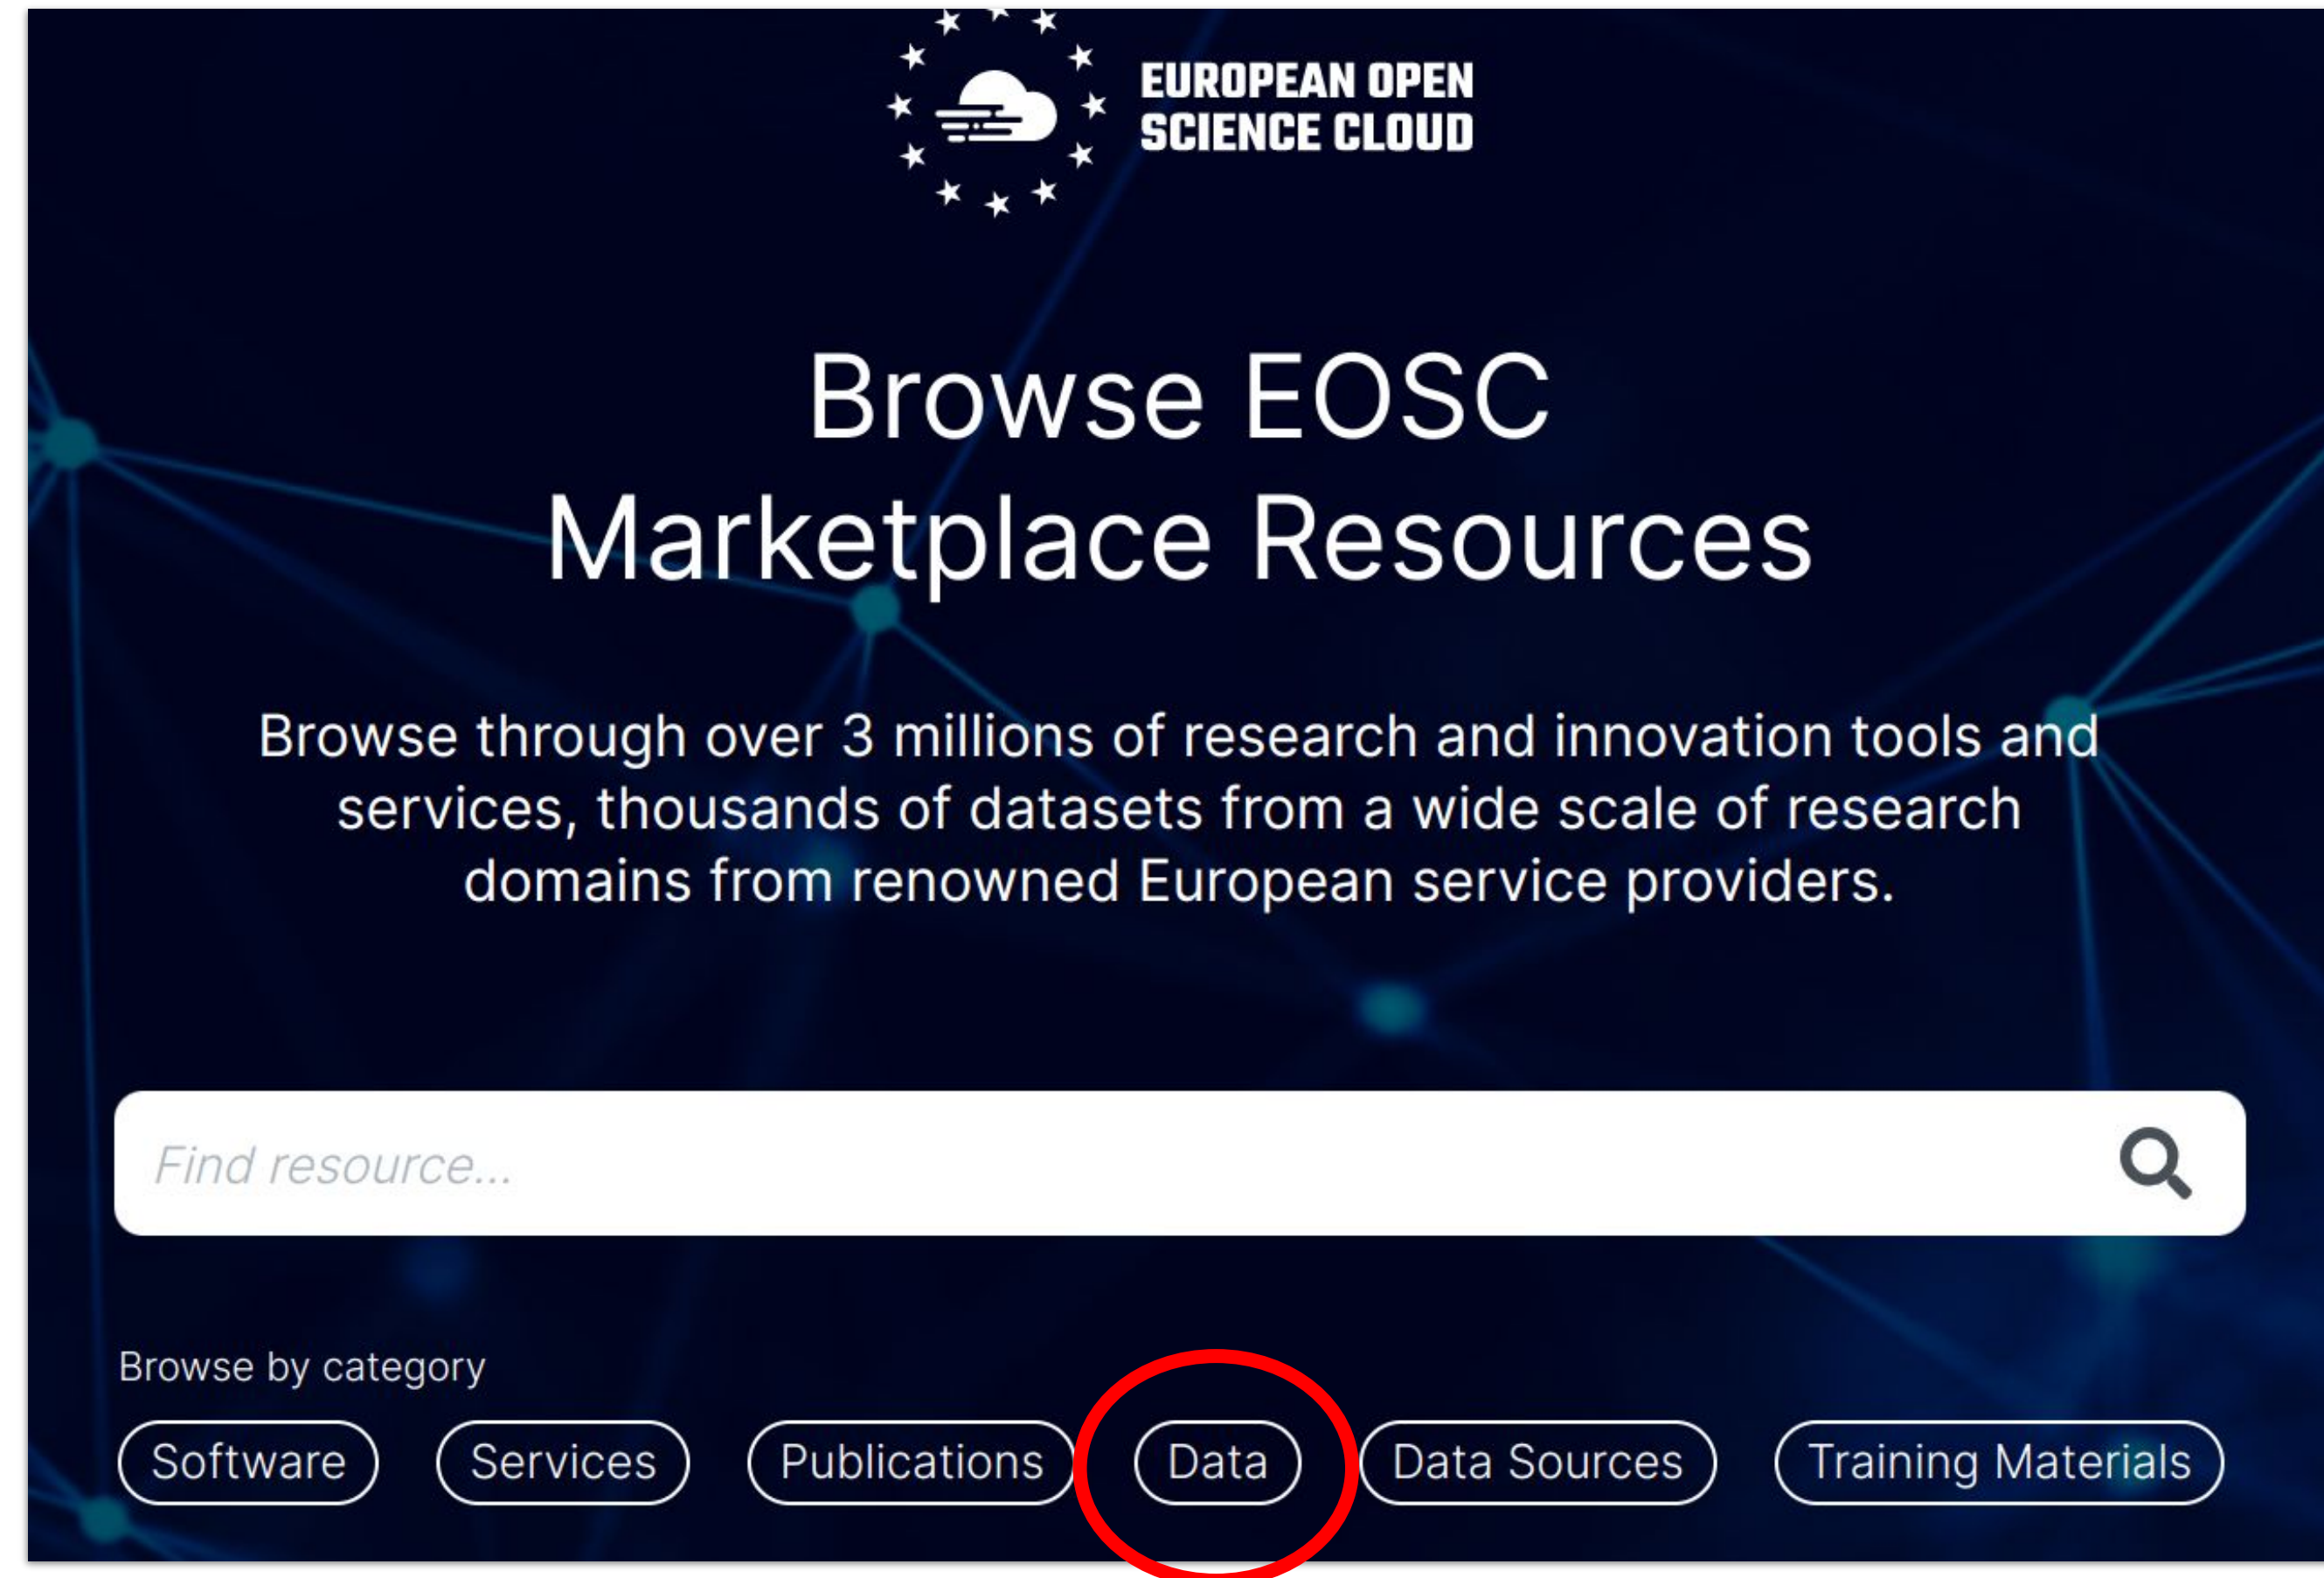 EUROPEAN OPEN
SCIENCE CLOUD
Browse EOSC
Marketplace Resources
Browse through over 3 millions of research and innovation tools and
services, thousands of datasets from a wide scale of research
domains from renowned European service providers.
Find resource...
Browse by category
Software Services Publications Data Data Sources Training Materials